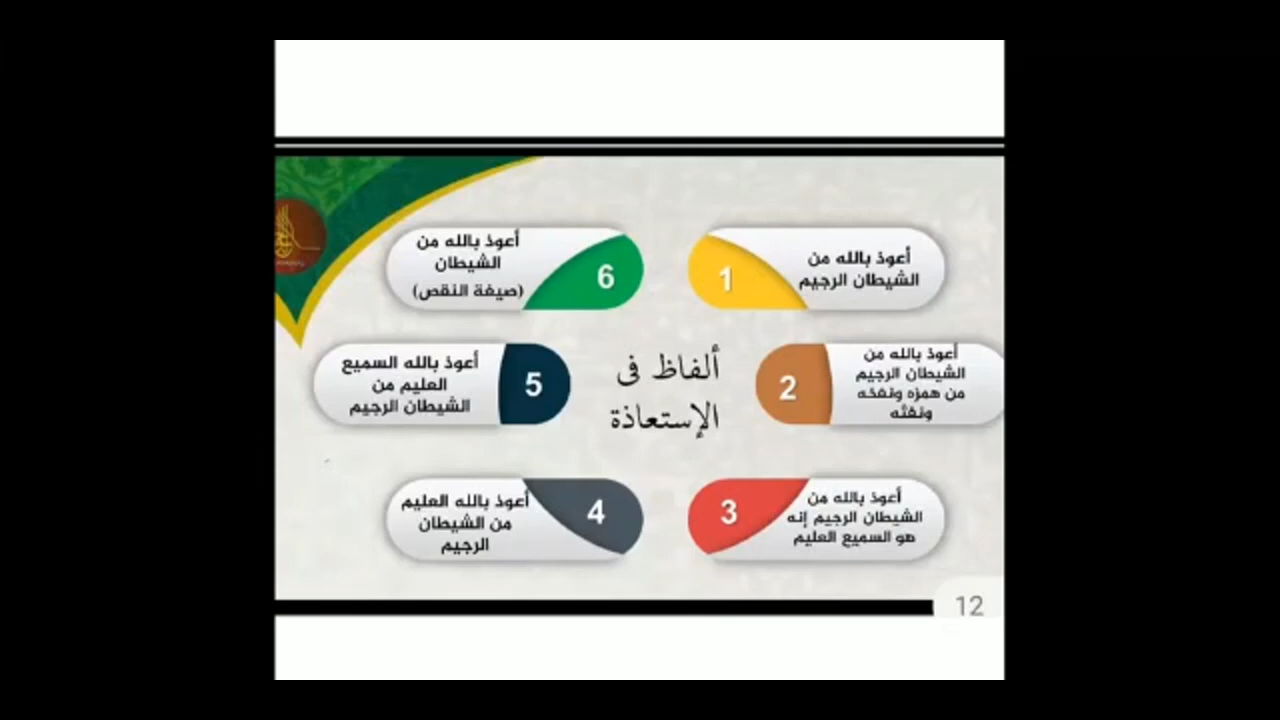 ألفاظ فى
الإستعاذة
1
أعوذ بالله من
الشيطان الرجيم
2
أعوذ بالله من
الشيطان الرجيم
من همزه ونفخه
ونفثه
3
أعوذ بالله من
الشيطان الرجيم إنه
هو السميع العليم
4
أعوذ بالله العليم
من الشيطان
الرجيم
5
أعوذ بالله السميع
العليم من
الشيطان الرجيم
6
أعوذ بالله من
الشيطان
(صيغة النقص)
12